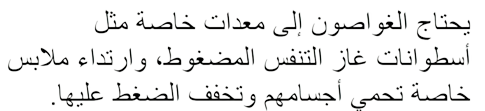 يحتاج الغواصون إلى معدات خاصة مثل
أسطوانات غاز التنفس المضغوط، وارتداء ملابس
خاصة تحمي أجسامهم وتخفف الضغط عليها.